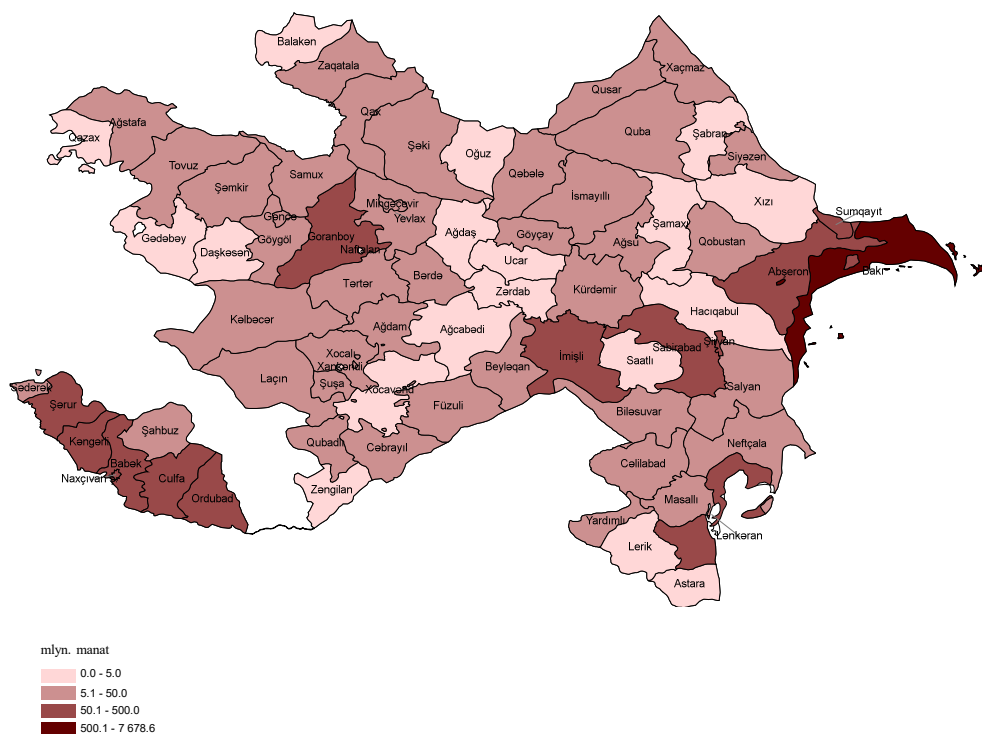 Balakən
Zaqatala
Xaçmaz
Qusar
Qax
Ağstafa
Quba
Şabran
Qazax
Şəki
Oğuz
Siyəzən
Tovuz
Qəbələ
Samux
Şəmkir
İsmayıllı
Xızı
Mingəçevir
Sumqayıt
Gəncə
Yevlax
Şamaxı
Gədəbəy
Göygöl
Goranboy
Ağdaş
Göyçay
Ağsu
Qobustan
Daşkəsən
Naftalan
Ucar
Abşeron
Bakı
Bərdə
Tərtər
Zərdab
Kürdəmir
Hacıqabul
Kəlbəcər
Ağdam
Ağcabədi
Xocalı
İmişli
Sabirabad
Şirvan
Xankəndi
Saatlı
Laçın
Şuşa
Xocavənd
Beyləqan
Salyan
Sədərək
Şərur
Füzuli
Biləsuvar
Şahbuz
Kəngərli
Qubadlı
Cəbrayıl
Neftçala
Babək
Cəlilabad
Naxçıvan ş.
Culfa
Zəngilan
Ordubad
Masallı
Yardımlı
Lənkəran
Lerik
Astara
mlyn. manat
0.0 - 5.0
5.1 - 50.0
50.1 - 500.0
500.1 - 7 678.6